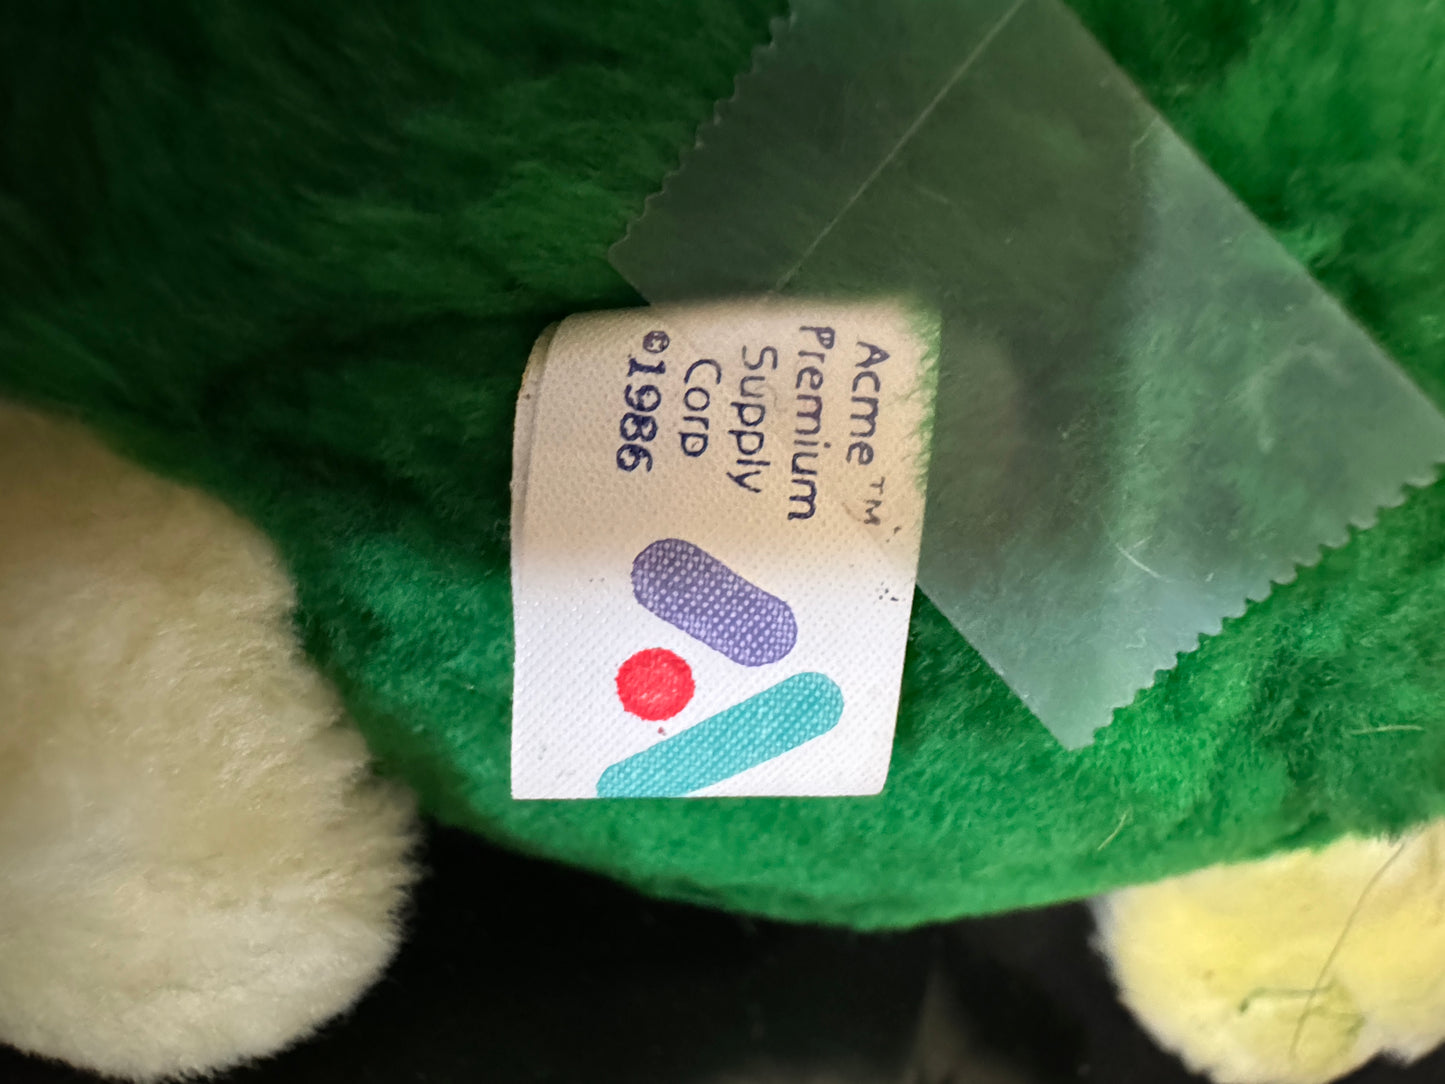 Acme™
Premium
Supply
Corp
©1986